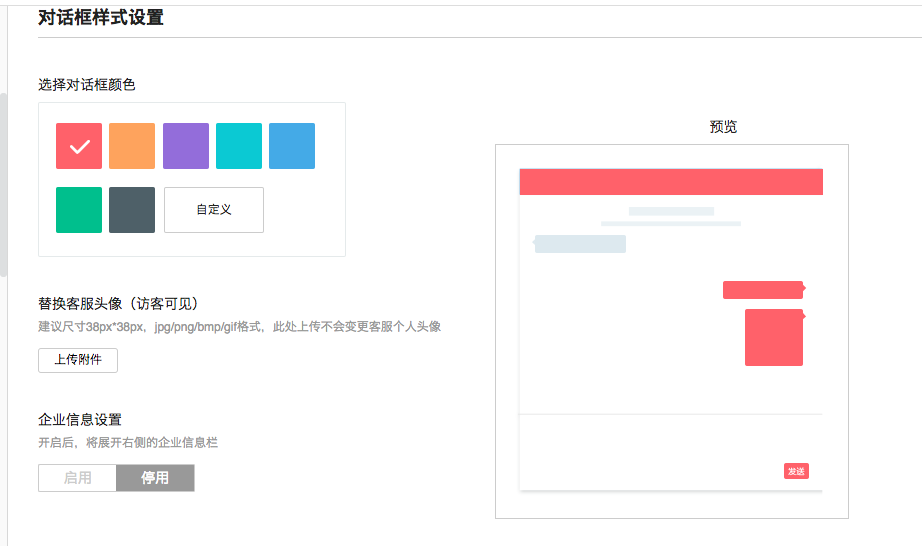 对话框样式设置
选择对话框颜色
预览
自定义
替换客服头像（访客可见）
建议尺寸38px*38px，jpg/png/bmp/gif格式，此处上传不会变更客服个人头像
上传附件
企业信息设置
开启后，将展开右侧的企业信息栏
启用
停用
发送